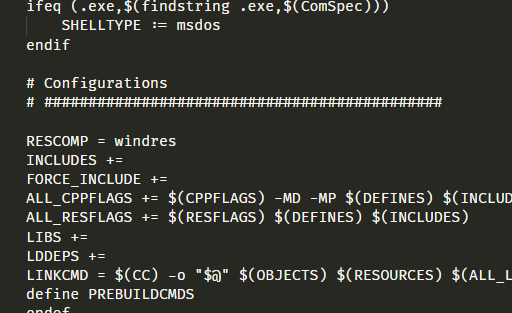 ifeq (.exe,$(findstring .exe,$(ComSpec)))
SHELLTYPE := msdos
endif
# Configurations
# #############################################
RESCOMP = windres
INCLUDES +=
FORCE_INCLUDE +=
ALL_CPPFLAGS += $(CPPFLAGS) -MD -MP $(DEFINES) $(INCLUD
ALL_RESFLAGS += $(RESFLAGS) $(DEFINES) $(INCLUDES)
LIBS +=
LDDEPS +=
LINKCMD = $(CC) -o "$@" $(OBJECTS) $(RESOURCES) $(ALL_L
define PREBUILDCMDS
endef